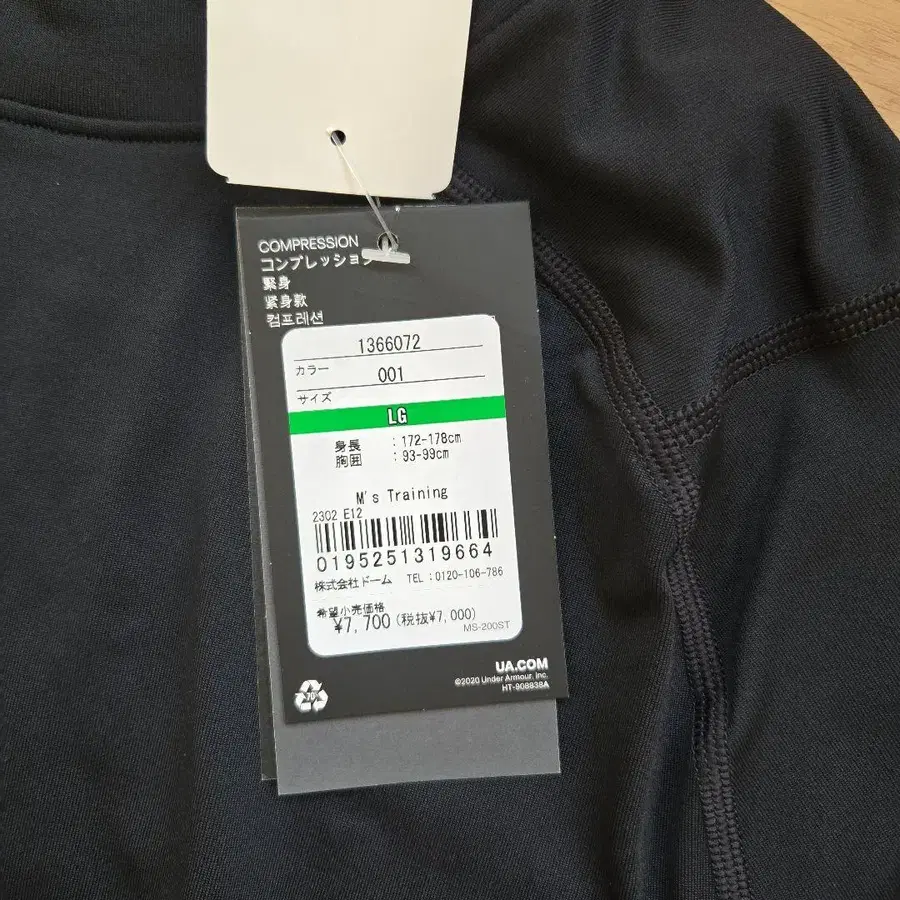 COMPRESSION
コンプレッション
緊身
紧身款
컴프레션
1366072
カラー 001
サイズ
LG
身長 : 172-178cm
胸囲 : 93-99cm
M's Training
2302 E12
0195251319664
株式会社ドーム TEL : 0120-106-786
希望小売価格
¥7,700 (税抜¥7,000)
MS-200ST
UA.COM
©2020 Under Armour, Inc.
HT-908838A
70